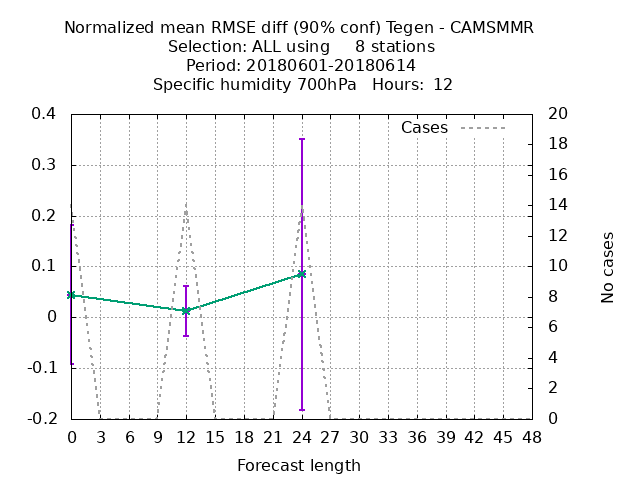 Normalized mean RMSE diff (90% conf) Tegen - CAMSMMR
Selection: ALL using     8 stations
Period: 20180601-20180614
Specific humidity 700hPa   Hours:  12
Cases
0.4
0.3
0.2
0.1
0
-0.1
-0.2
20
18
16
14
12
10
8
6
4
2
0
No cases
0 3 6 9 12 15 18 21 24 27 30 33 36 39 42 45 48
Forecast length